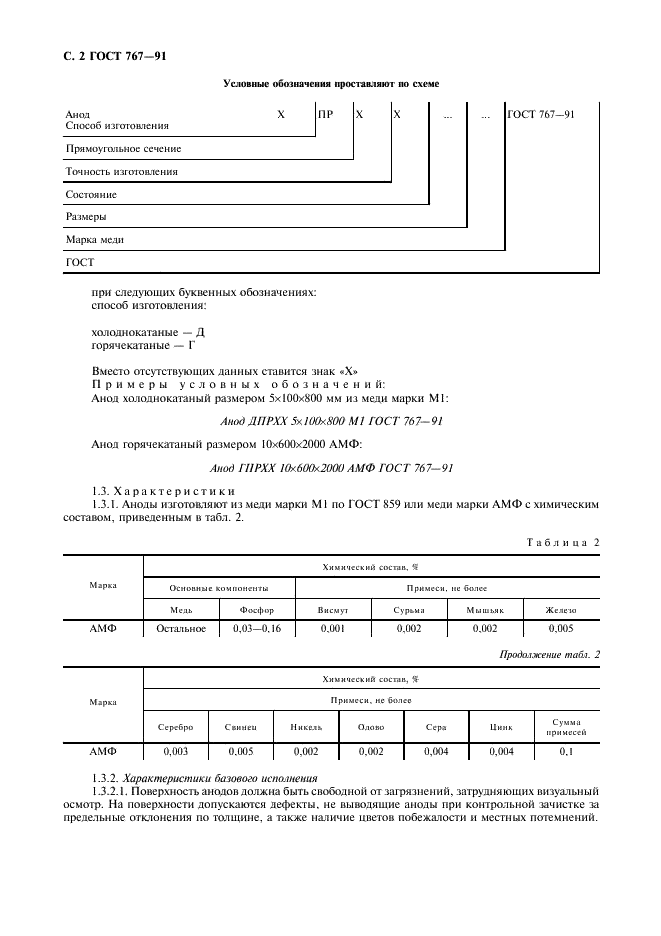 С. 2 ГОСТ 767—91
Условные обозначения проставляют по схеме
Анод Х ПР Х Х ... ... ГОСТ 767—91
Способ изготовления
Прямоугольное сечение
Точность изготовления
Состояние
Размеры
Марка меди
ГОСТ
при следующих буквенных обозначениях:
способ изготовления:
холоднокатаные — Д
горячекатаные — Г
Вместо отсутствующих данных ставится знак «Х»
Примеры условных обозначений:
Анод холоднокатаный размером 5×100×800 мм из меди марки М1:
Анод ДПРХХ 5×100×800 М1 ГОСТ 767—91
Анод горячекатаный размером 10×600×2000 АМФ:
Анод ГПРХХ 10×600×2000 АМФ ГОСТ 767—91
1.3. Характеристики
1.3.1. Аноды изготовляют из меди марки М1 по ГОСТ 859 или меди марки АМФ с химическим
составом, приведенным в табл. 2.
Таблица 2
Марка
Химический состав, %
Основные компоненты Примеси, не более
Медь Фосфор Висмут Сурьма Мышьяк Железо
АМФ Остальное 0,03—0,16 0,001 0,002 0,002 0,005
Продолжение табл. 2
Марка
Химический состав, %
Примеси, не более
Серебро Свинец Никель Олово Сера Цинк Сумма
примесей
АМФ 0,003 0,005 0,002 0,002 0,004 0,004 0,1
1.3.2. Характеристики базового исполнения
1.3.2.1. Поверхность анодов должна быть свободной от загрязнений, затрудняющих визуальный
осмотр. На поверхности допускаются дефекты, не выводящие аноды при контрольной зачистке за
предельные отклонения по толщине, а также наличие цветов побежалости и местных потемнений.